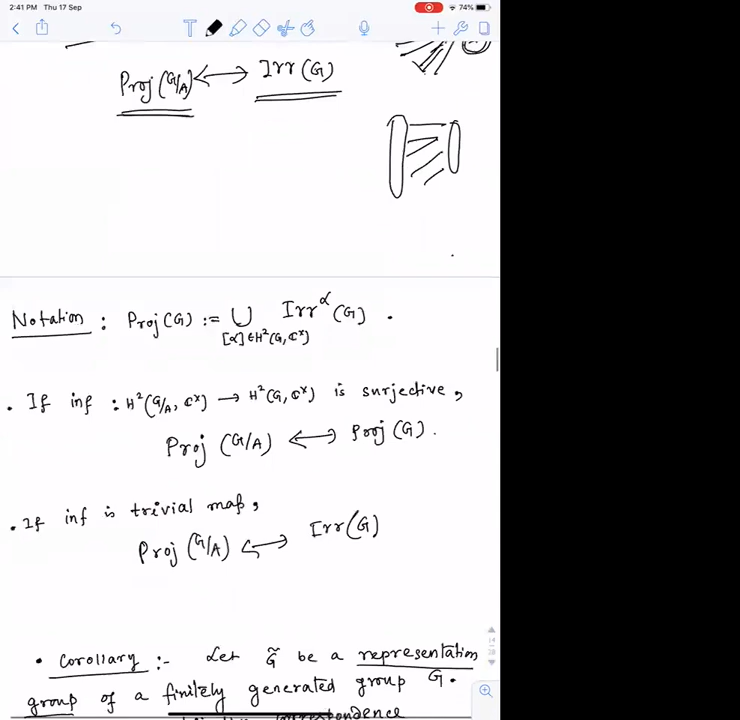 2:41 PM Thu 17 Sep
74%
Proj (G/A) ⟷ Irr (G)
Notation : Proj (G) := ∪ Irr^α (G) .
[α] ∈ H²(G, ℂ^×)
. If inf : H²(G/A, ℂ^×) → H²(G, ℂ^×) is surjective,
Proj (G/A) ⟷ Proj (G) .
. If inf is trivial map,
Proj (G/A) ⟷ Irr (G)
• Corollary :- Let G̃ be a representation
group of a finitely generated group G.
correspondence